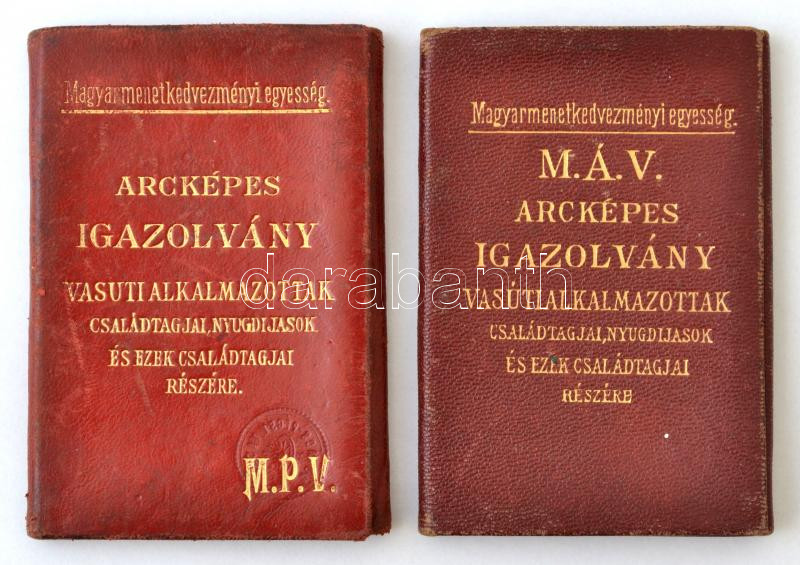 Magyarmenetkedvezményi egyesség.
ARCKÉPES
IGAZOLVÁNY
VASUTI ALKALMAZOTTAK
CSALÁDTAGJAI, NYUGDIJASOK
ÉS EZEK CSALÁDTAGJAI
RÉSZÉRE.
M.P.V.
Magyarmenetkedvezményi egyesség.
M.Á.V.
ARCKÉPES
IGAZOLVÁNY
VASÚTI ALKALMAZOTTAK
CSALÁDTAGJAI, NYUGDIJASOK
ÉS EZEK CSALÁDTAGJAI
RÉSZÉRE
darabanth